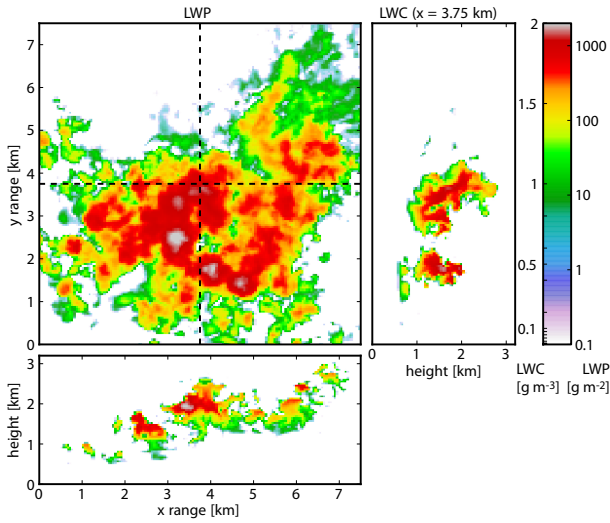 LWP
LWC (x = 3.75 km)
y range [km]
7
6
5
4
3
2
1
0
2
1.5
1
0.5
0.1
1000
100
10
1
0.1
0 1 2 3
height [km]
LWC LWP
[g m-3] [g m-2]
height [km]
3
2
1
0
0 1 2 3 4 5 6 7
x range [km]